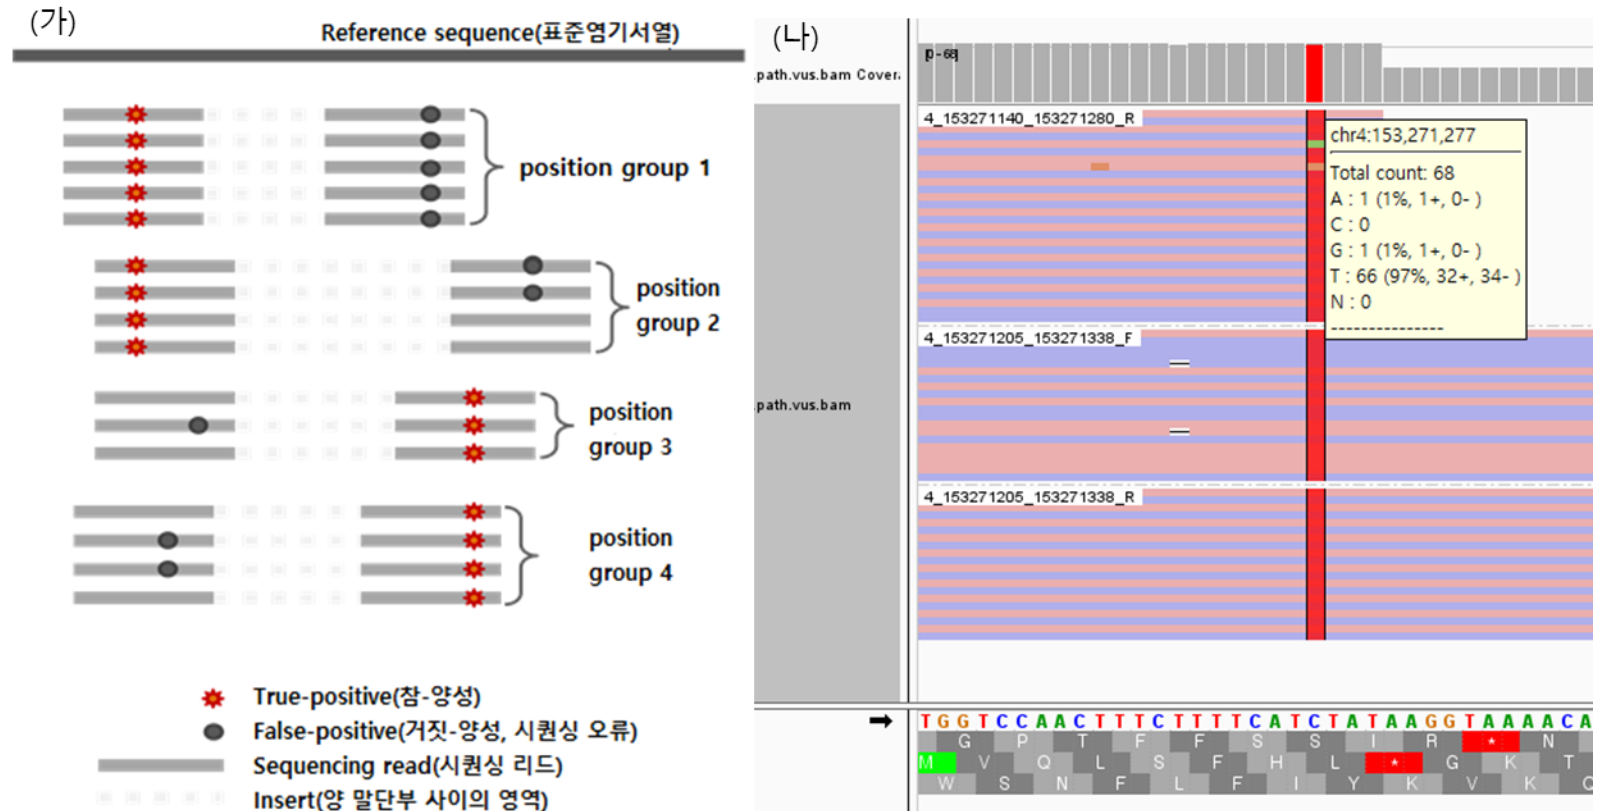 (가)
Reference sequence(표준염기서열)
position group 1
position
group 2
position
group 3
position
group 4
True-positive(참-양성)
False-positive(거짓-양성, 시퀀싱 오류)
Sequencing read(시퀀싱 리드)
Insert(양 말단부 사이의 영역)
(나)
[0 - 68]
.path.vus.bam Cover.
4_153271140_153271280_R
chr4:153,271,277
Total count: 68
A : 1 (1%, 1+, 0- )
C : 0
G : 1 (1%, 1+, 0- )
T : 66 (97%, 32+, 34- )
N : 0
---------------
4_153271205_153271338_F
.path.vus.bam
4_153271205_153271338_R
T G G T C C A A C T T T C T T T T C A T C T A T A A G G T A A A A C A
G P T F F S S I R * N
M V Q L S F H L * G K T
W S N F L F I Y K V K Q